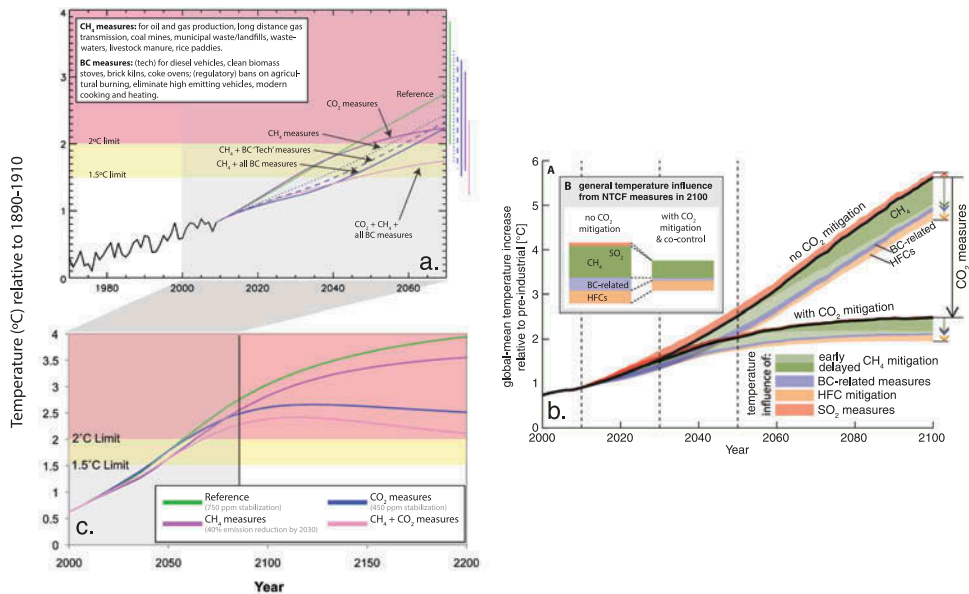 Temperature (ºC) relative to 1890-1910
4
3
2
1
0
CH4 measures: for oil and gas production, long distance gas
transmission, coal mines, municipal waste/landfills, waste-
waters, livestock manure, rice paddies.
BC measures: (tech) for diesel vehicles, clean biomass
stoves, brick kilns, coke ovens; (regulatory) bans on agricul-
tural burning, eliminate high emitting vehicles, modern
cooking and heating.
Reference
CO2 measures
CH4 measures
2ºC limit
CH4 + BC 'Tech' measures
CH4 + all BC measures
1.5ºC limit
CO2 + CH4 +
all BC measures
a.
1980
2000
2020
2040
2060
4
3.5
3
2.5
2
1.5
1
0.5
0
2˚C Limit
1.5˚C Limit
c.
Reference
(750 ppm stabilization)
CO2 measures
(450 ppm stabilization)
CH4 measures
(40% emission reduction by 2030)
CH4 + CO2 measures
2000
2050
2100
2150
2200
Year
A
global-mean temperature increase
relative to pre-industrial [°C]
6
5
4
3
2
1
0
B general temperature influence
from NTCF measures in 2100
no CO2
mitigation
with CO2
mitigation
& co-control
SO2
CH4
BC-related
HFCs
no CO2 mitigation
CH4
BC-related
HFCs
CO2 measures
with CO2 mitigation
temperature
influence of:
early
delayed
CH4 mitigation
BC-related measures
HFC mitigation
SO2 measures
b.
2000
2020
2040
2060
2080
2100
Year